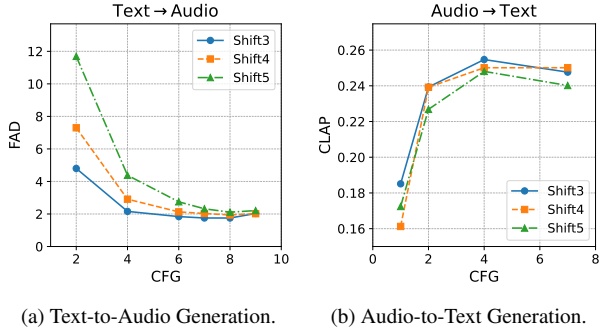 Text → Audio
FAD
12
10
8
6
4
2
0
2
4
6
8
10
CFG
Shift3
Shift4
Shift5
(a) Text-to-Audio Generation.
Audio → Text
CLAP
0.26
0.24
0.22
0.20
0.18
0.16
0
2
4
6
8
CFG
Shift3
Shift4
Shift5
(b) Audio-to-Text Generation.